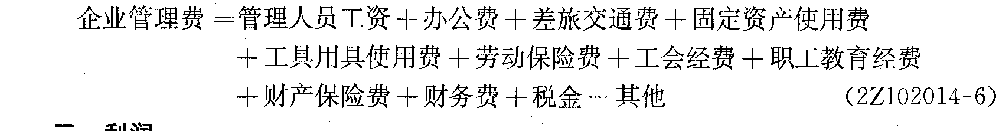 企业管理费=管理人员工资+办公费+差旅交通费+固定资产使用费
+工具用具使用费+劳动保险费+工会经费+职工教育经费
+财产保险费+财务费+税金+其他 (2Z102014-6)
二、利润